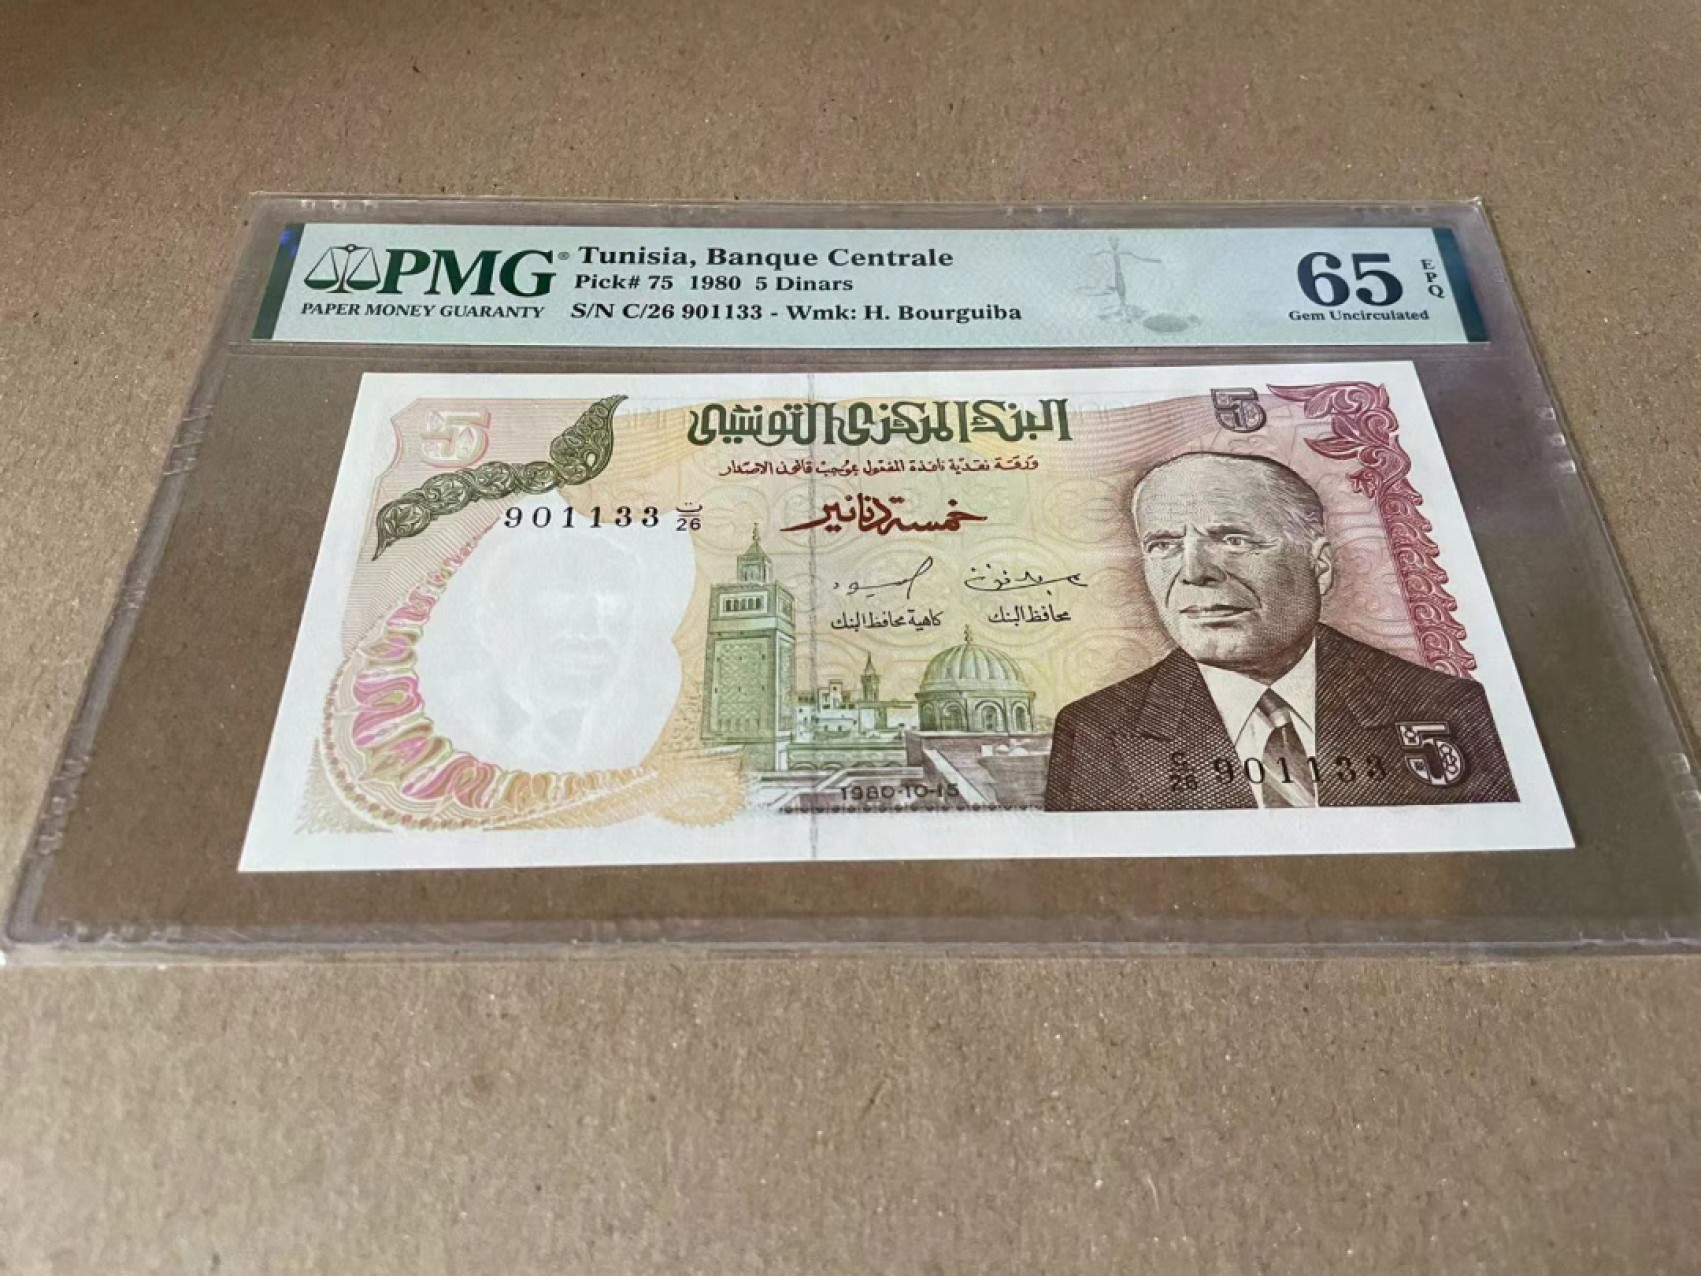 PMG®
PAPER MONEY GUARANTY
Tunisia, Banque Centrale
Pick# 75 1980 5 Dinars
S/N C/26 901133 - Wmk: H. Bourguiba
65
EPQ
Gem Uncirculated
5
البنك المركزي التونسي
5
ورقة نقدية نافذة المفعول بموجب قانون الاصدار
901133 ت/26
خمسة دنانير
محافظ البنك
كاهية محافظ البنك
1980-10-15
C/26 901133
5